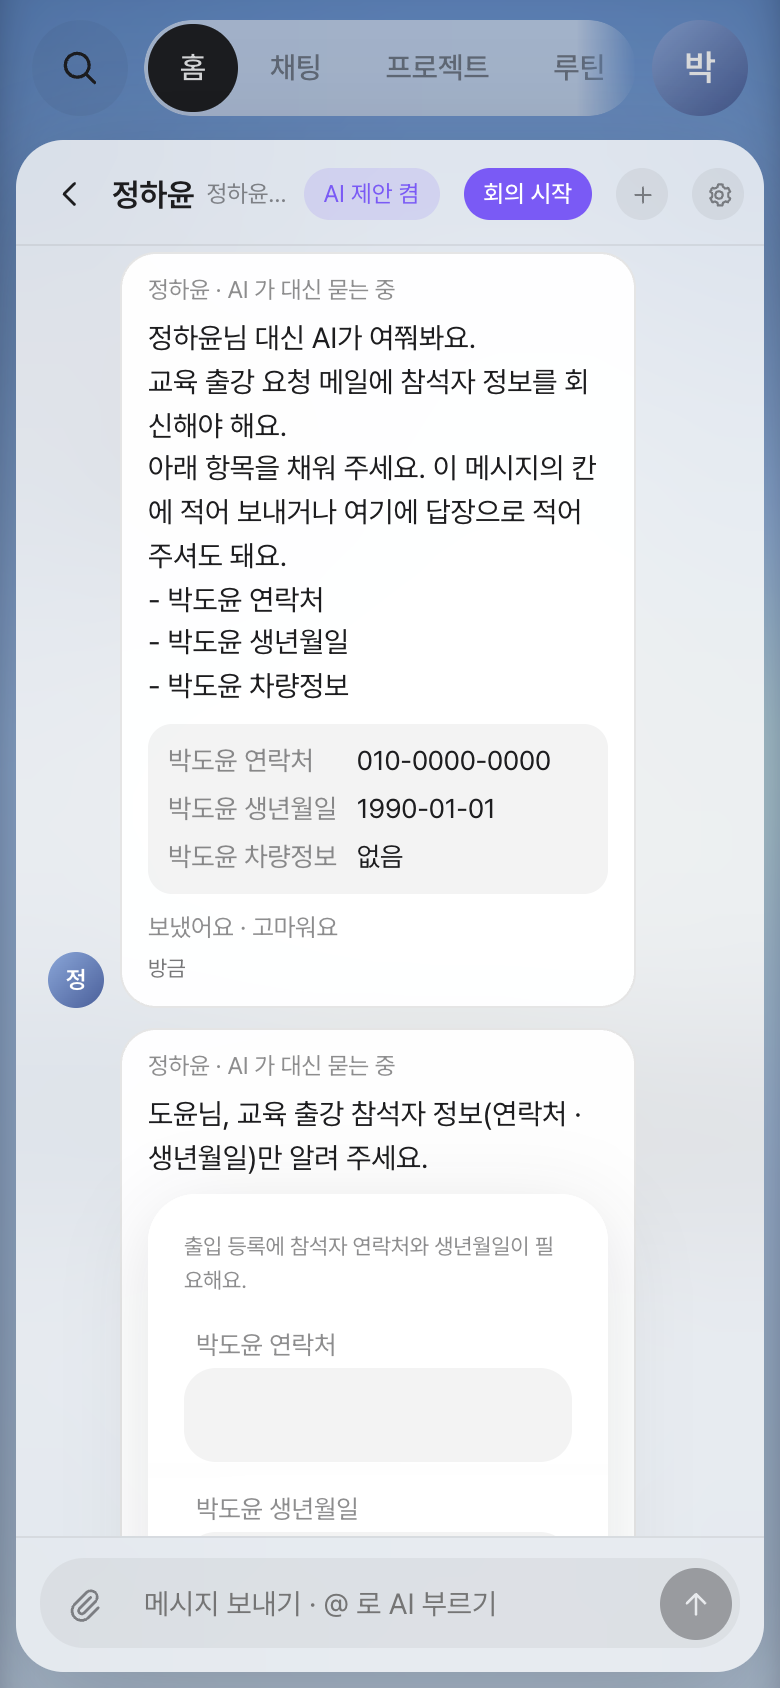 홈
채팅
프로젝트
루틴
박
정하윤
정하윤...
AI 제안 켬
회의 시작
정하윤 · AI 가 대신 묻는 중
정하윤님 대신 AI가 여쭤봐요.
교육 출강 요청 메일에 참석자 정보를 회
신해야 해요.
아래 항목을 채워 주세요. 이 메시지의 칸
에 적어 보내거나 여기에 답장으로 적어
주셔도 돼요.
- 박도윤 연락처
- 박도윤 생년월일
- 박도윤 차량정보
박도윤 연락처 010-0000-0000
박도윤 생년월일 1990-01-01
박도윤 차량정보 없음
보냈어요 · 고마워요
방금
정
정하윤 · AI 가 대신 묻는 중
도윤님, 교육 출강 참석자 정보(연락처 ·
생년월일)만 알려 주세요.
출입 등록에 참석자 연락처와 생년월일이 필
요해요.
박도윤 연락처
박도윤 생년월일
메시지 보내기 · @ 로 AI 부르기